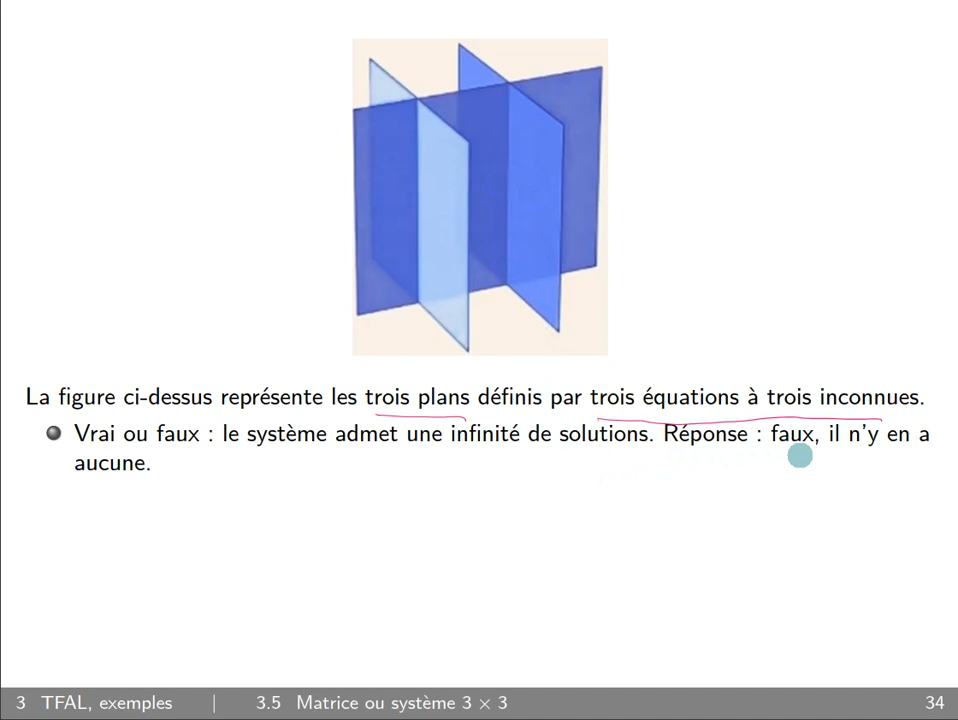 La figure ci-dessus représente les trois plans définis par trois équations à trois inconnues.
Vrai ou faux : le système admet une infinité de solutions. Réponse : faux, il n'y en a
aucune.
3 TFAL, exemples | 3.5 Matrice ou système 3 × 3 34